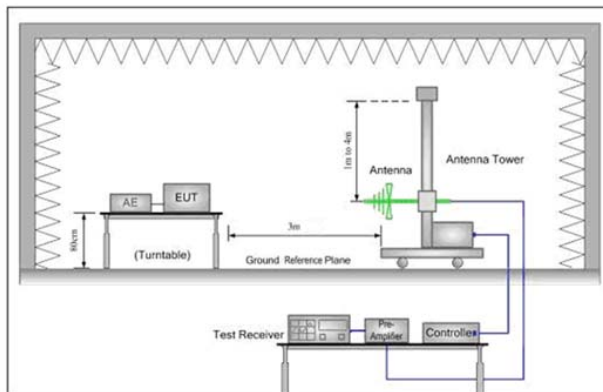 1m to 4m
Antenna
Antenna Tower
AE
EUT
80cm
(Turntable)
3m
Ground Reference Plane
Test Receiver
Pre-
Amplifier
Controller